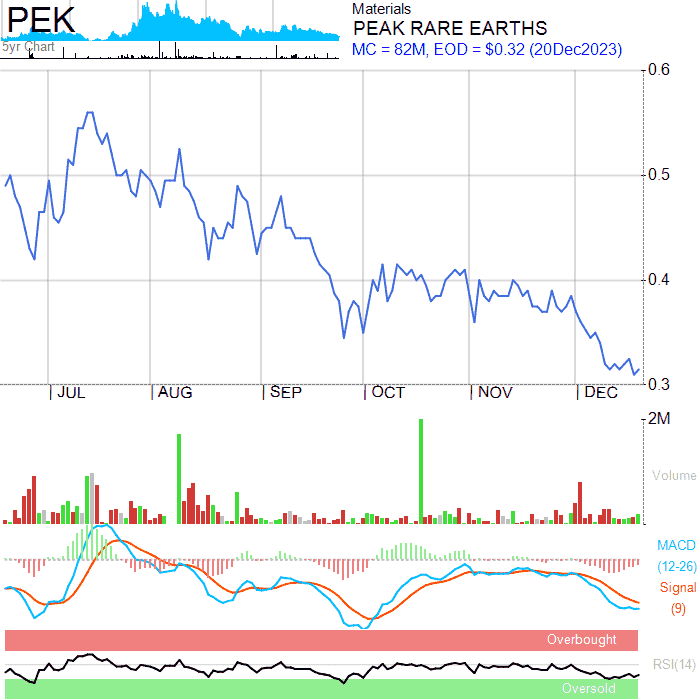 PEK
5yr Chart
Materials
PEAK RARE EARTHS
MC = 82M, EOD = $0.32 (20Dec2023)
0.6
0.5
0.4
0.3
JUL AUG SEP OCT NOV DEC
2M
Volume
MACD
(12-26)
Signal
(9)
Overbought
RSI(14)
Oversold